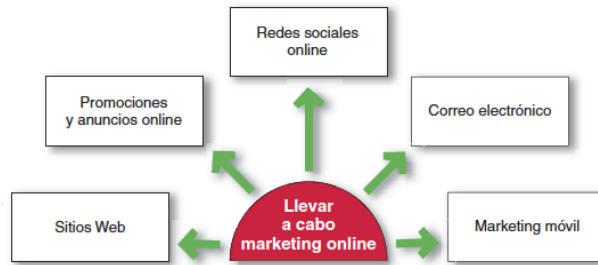 Redes sociales
online
Promociones
y anuncios online
Correo electrónico
Sitios Web
Llevar
a cabo
marketing online
Marketing móvil